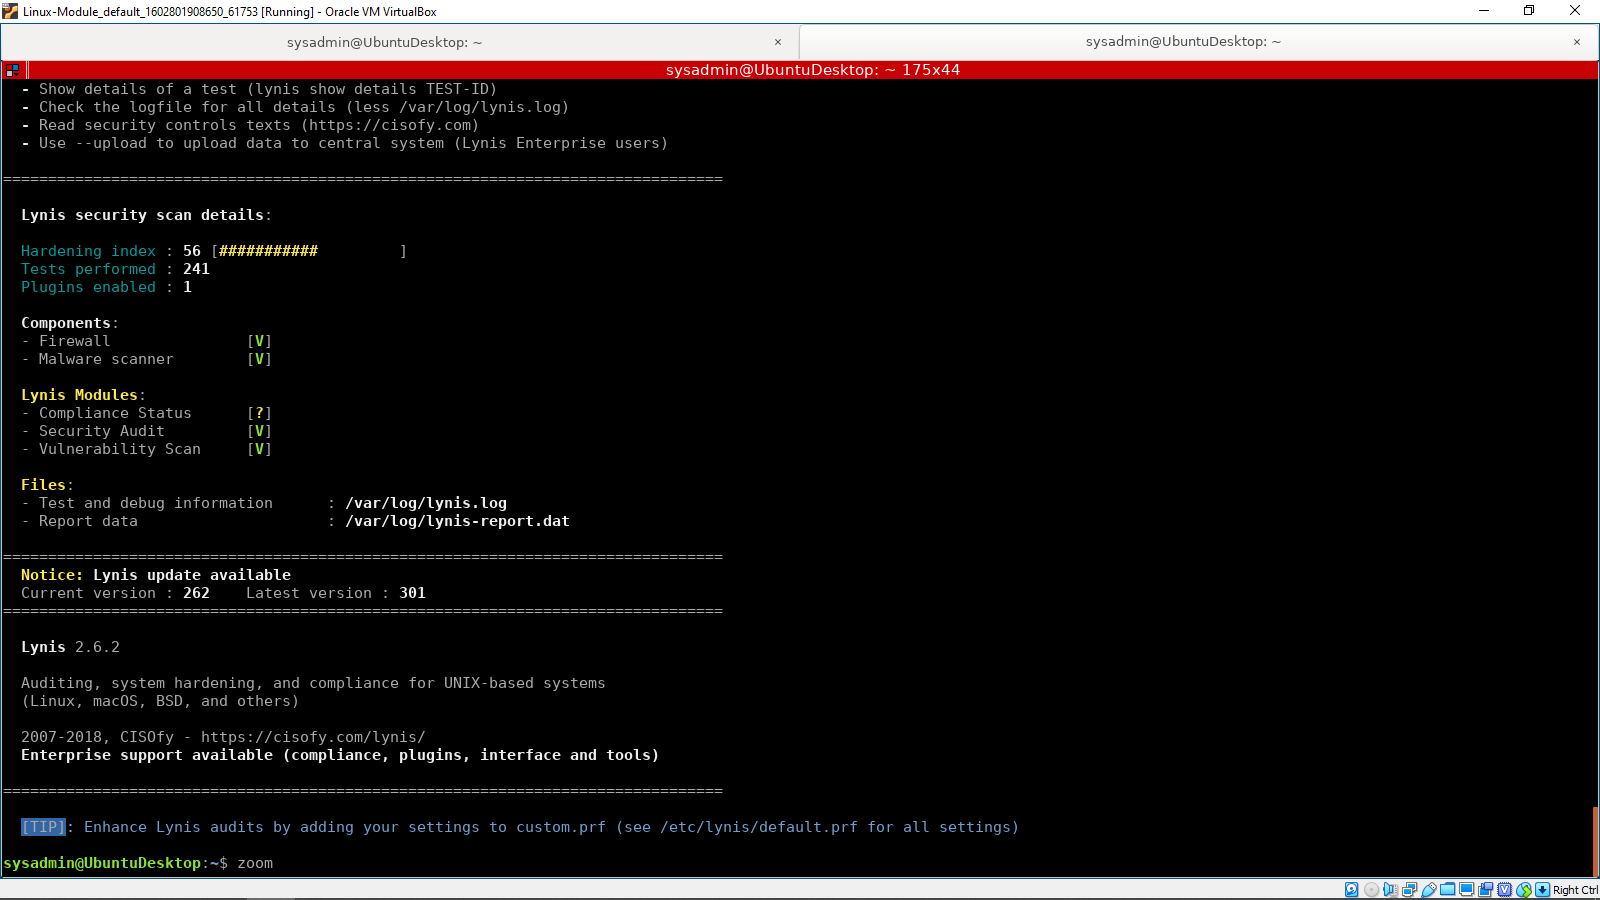 Linux-Module_default_1602801908650_61753 [Running] - Oracle VM VirtualBox
sysadmin@UbuntuDesktop: ~ ×
sysadmin@UbuntuDesktop: ~ ×
sysadmin@UbuntuDesktop: ~ 175x44
- Show details of a test (lynis show details TEST-ID)
- Check the logfile for all details (less /var/log/lynis.log)
- Read security controls texts (https://cisofy.com)
- Use --upload to upload data to central system (Lynis Enterprise users)
================================================================================
Lynis security scan details:
Hardening index : 56 [###########         ]
Tests performed : 241
Plugins enabled : 1
Components:
- Firewall               [V]
- Malware scanner        [V]
Lynis Modules:
- Compliance Status      [?]
- Security Audit         [V]
- Vulnerability Scan     [V]
Files:
- Test and debug information      : /var/log/lynis.log
- Report data                     : /var/log/lynis-report.dat
================================================================================
Notice: Lynis update available
Current version : 262    Latest version : 301
================================================================================
Lynis 2.6.2
Auditing, system hardening, and compliance for UNIX-based systems
(Linux, macOS, BSD, and others)
2007-2018, CISOfy - https://cisofy.com/lynis/
Enterprise support available (compliance, plugins, interface and tools)
================================================================================
[TIP]: Enhance Lynis audits by adding your settings to custom.prf (see /etc/lynis/default.prf for all settings)
sysadmin@UbuntuDesktop:~$ zoom
Right Ctrl